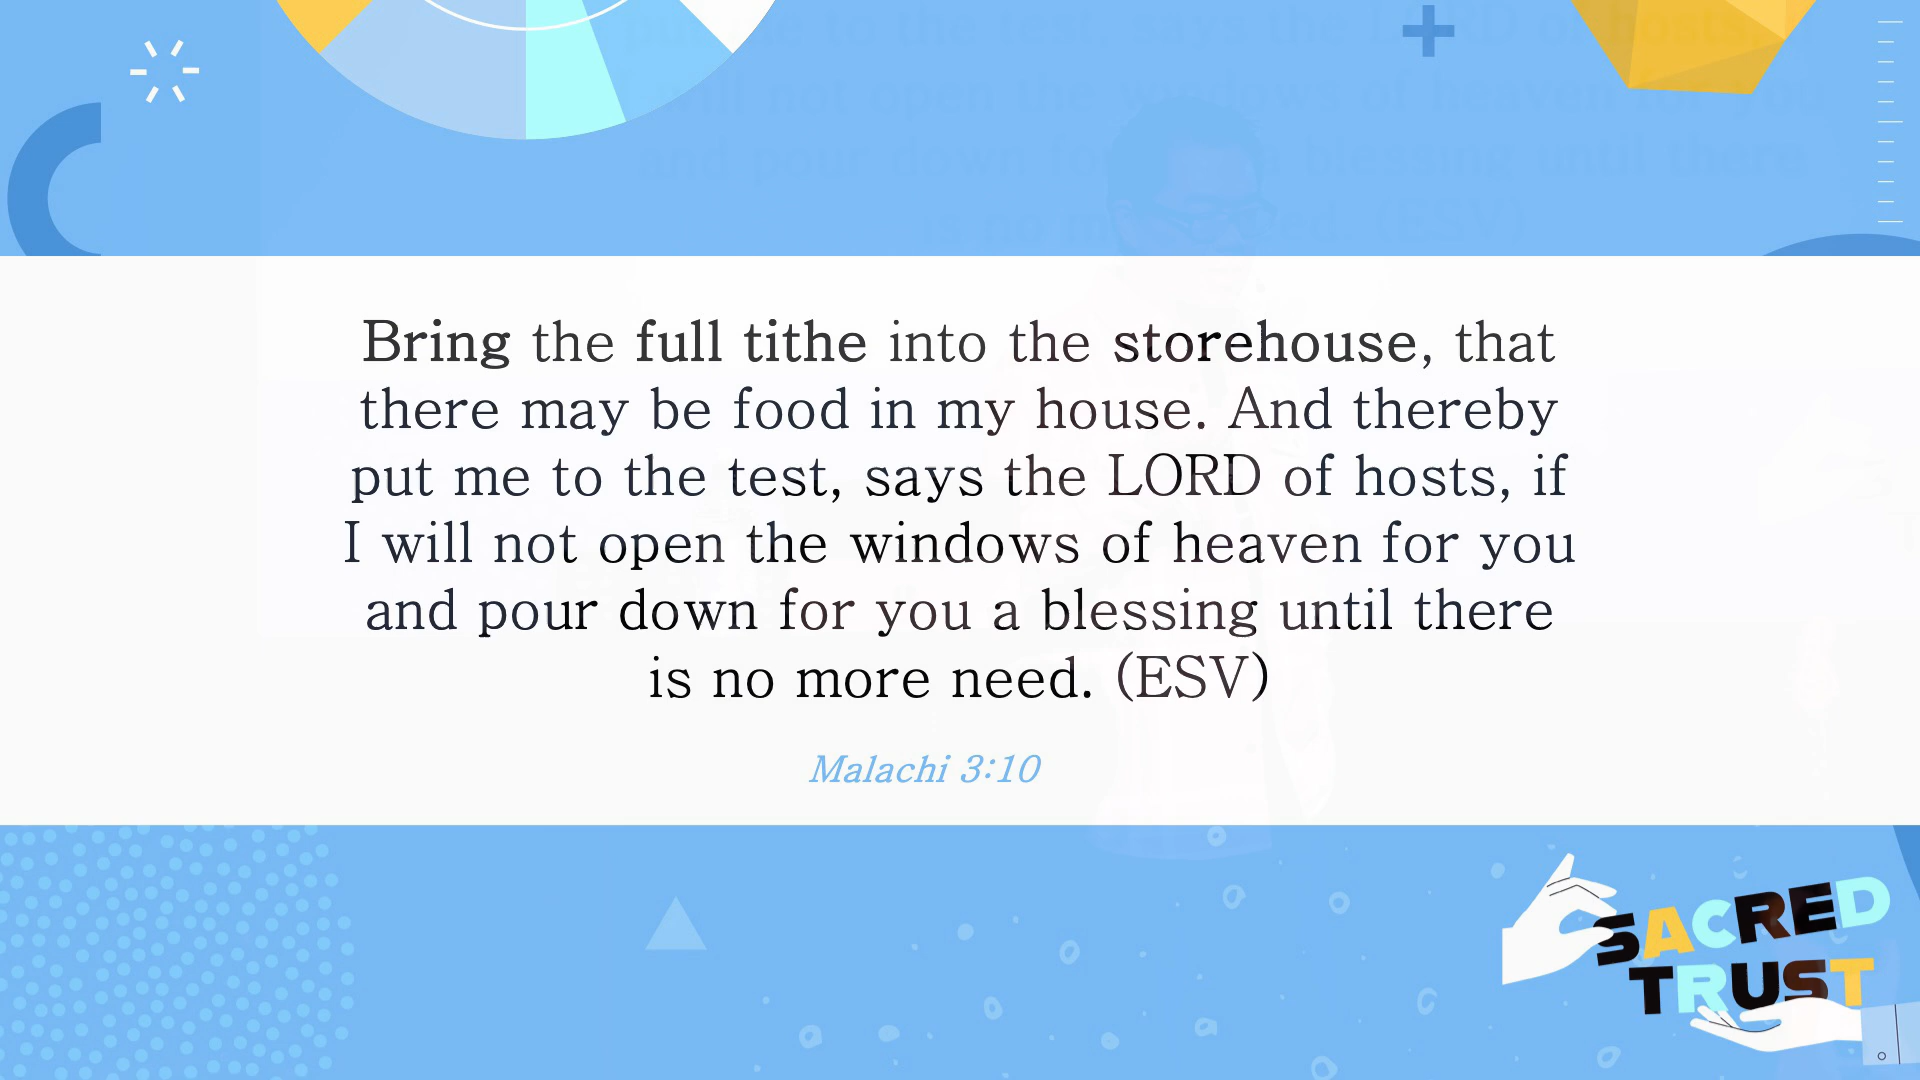 Bring the full tithe into the storehouse, that
there may be food in my house. And thereby
put me to the test, says the LORD of hosts, if
I will not open the windows of heaven for you
and pour down for you a blessing until there
is no more need. (ESV)
Malachi 3:10
SACRED
TRUST